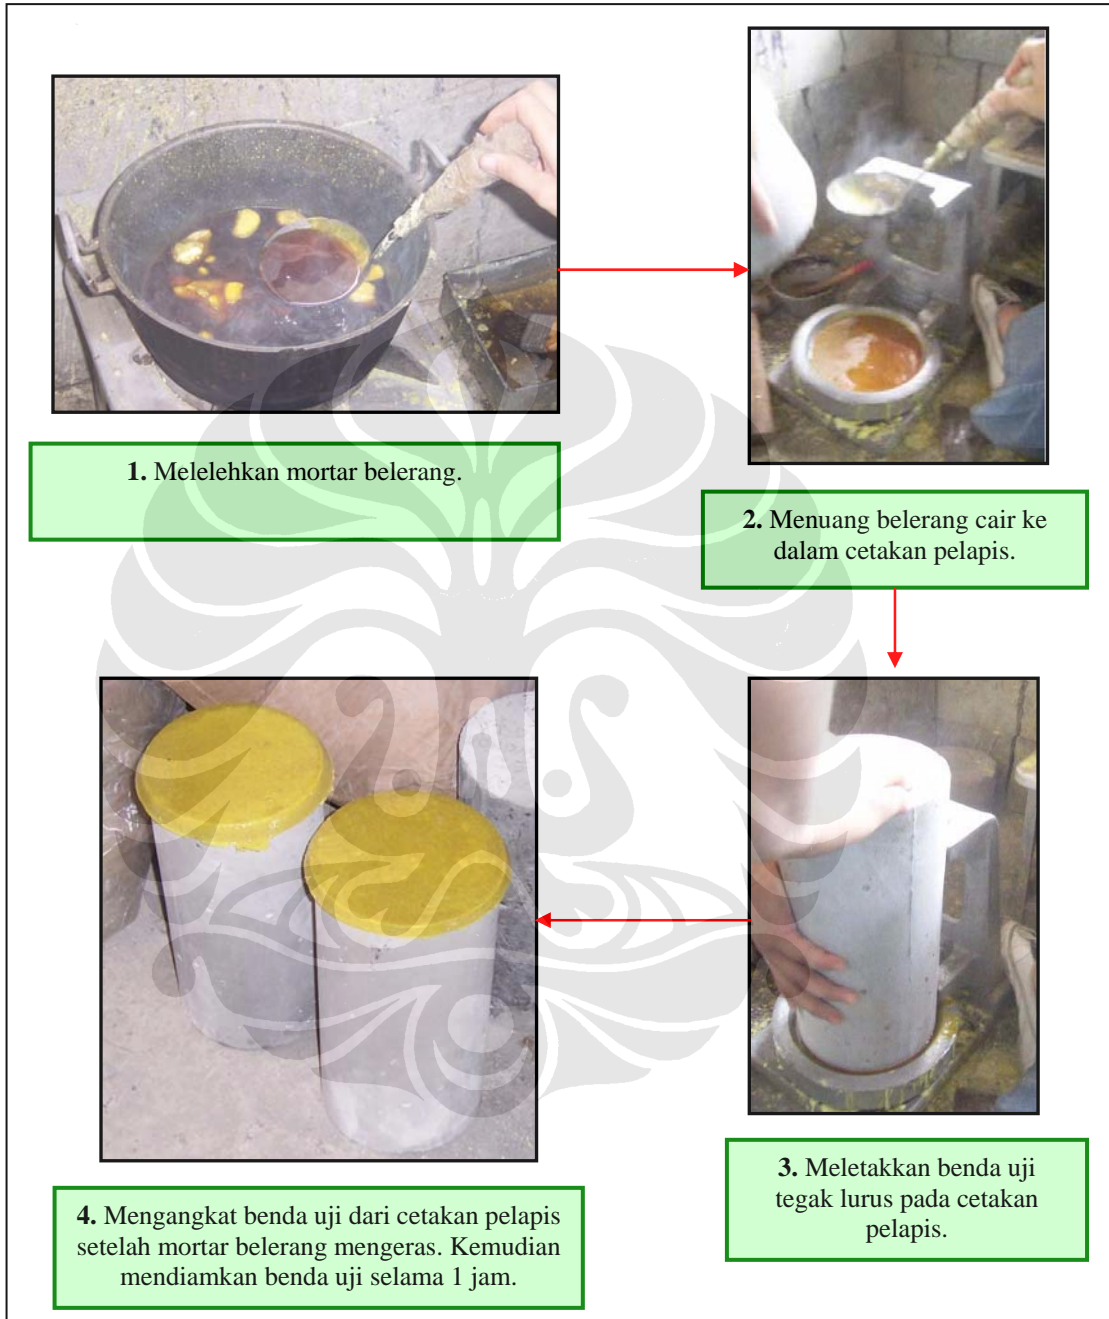 1. Melelehkan mortar belerang.
2. Menuang belerang cair ke
dalam cetakan pelapis.
3. Meletakkan benda uji
tegak lurus pada cetakan
pelapis.
4. Mengangkat benda uji dari cetakan pelapis
setelah mortar belerang mengeras. Kemudian
mendiamkan benda uji selama 1 jam.